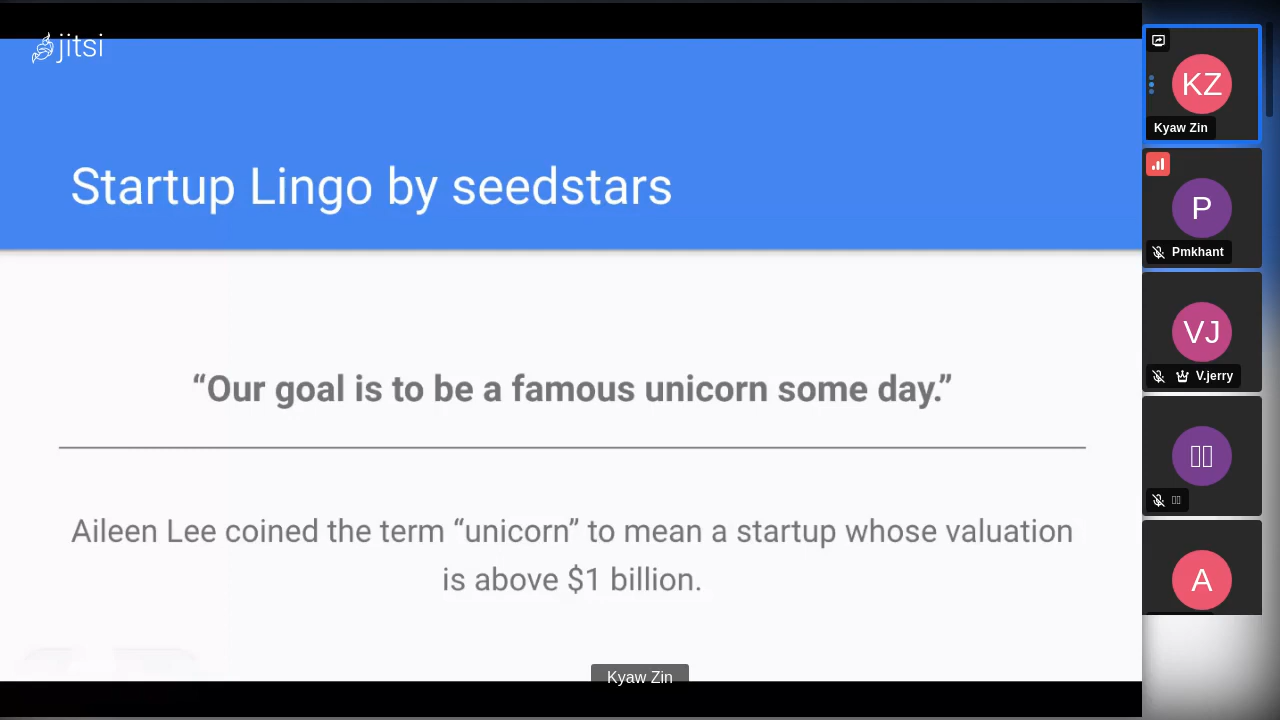 jitsi
Startup Lingo by seedstars
“Our goal is to be a famous unicorn some day.”
Aileen Lee coined the term “unicorn” to mean a startup whose valuation
is above $1 billion.
Kyaw Zin
KZ
Kyaw Zin
P
Pmkhant
VJ
V.jerry
A